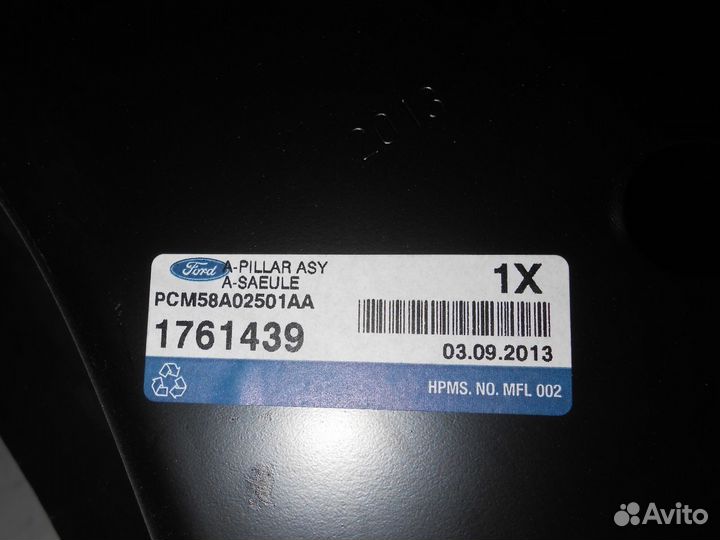 2013
Ford
A-PILLAR ASY
A-SAEULE
1X
PCM58A02501AA
1761439
03.09.2013
HPMS. NO. MFL 002
Avito